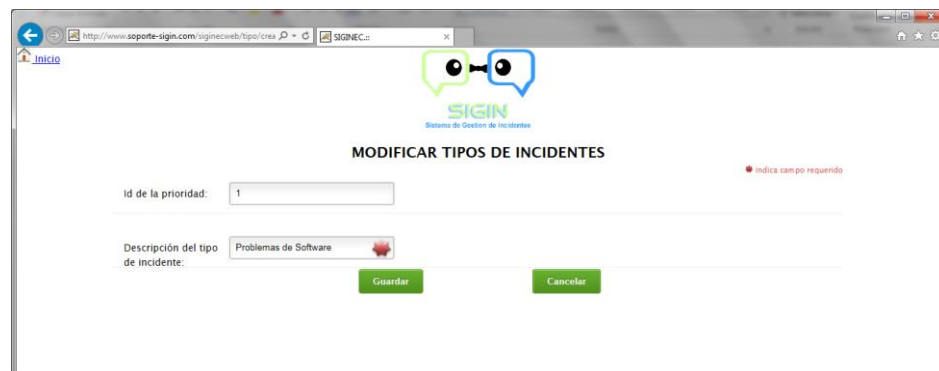 http://www.soporte-sigin.com/siginecweb/tipo/crea
SIGINEC.::
Inicio
SIGIN
Sistema de Gestion de Incidentes
MODIFICAR TIPOS DE INCIDENTES
Indica campo requerido
Id de la prioridad:
1
Descripción del tipo
de incidente:
Problemas de Software
Guardar
Cancelar